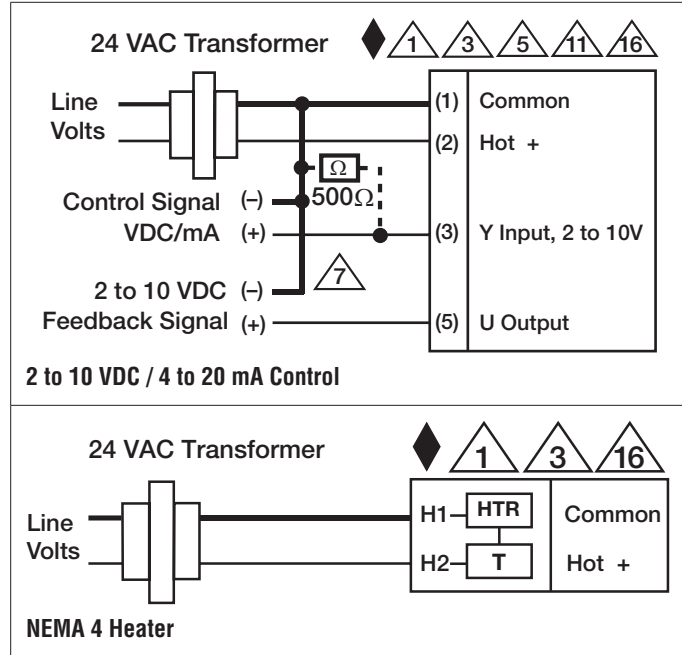 24 VAC Transformer 1 3 5 11 16
Line
Volts
(1) Common
(2) Hot +
Ω
500Ω
Control Signal (–)
VDC/mA (+)
(3) Y Input, 2 to 10V
7
2 to 10 VDC (–)
Feedback Signal (+)
(5) U Output
2 to 10 VDC / 4 to 20 mA Control
24 VAC Transformer 1 3 16
Line
Volts
H1 HTR Common
H2 T Hot +
NEMA 4 Heater